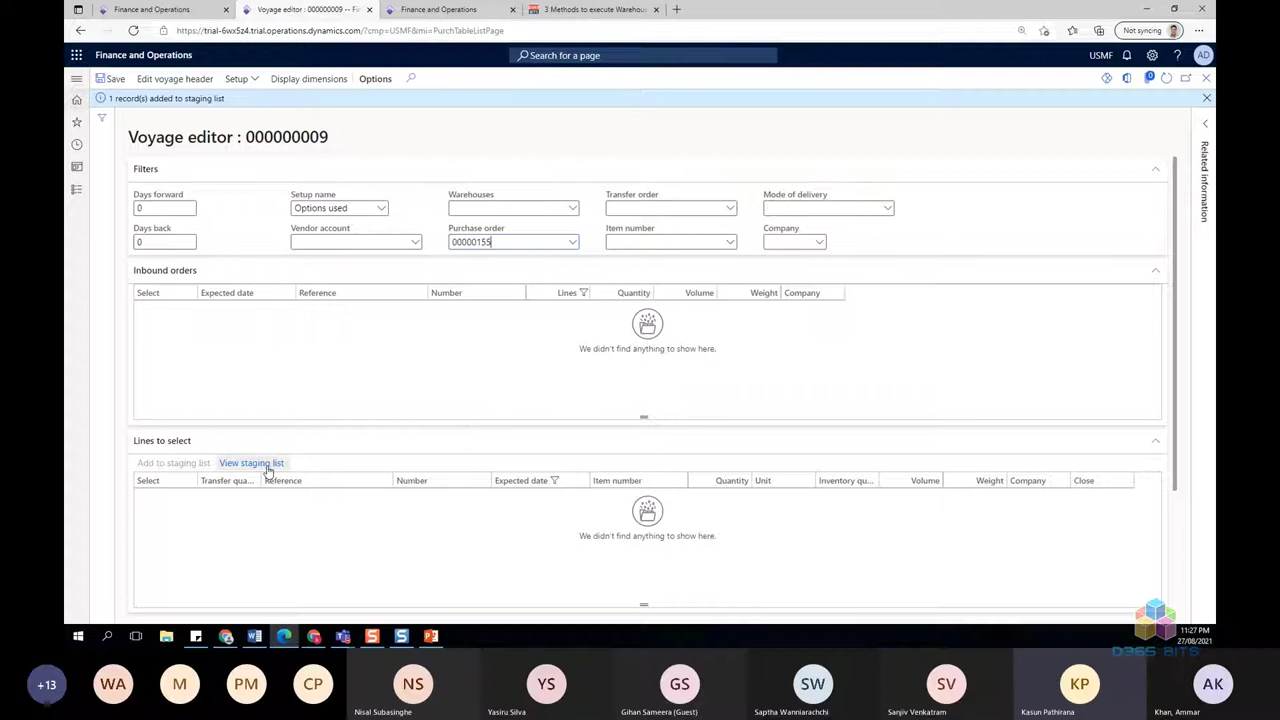 Finance and Operations
Voyage editor : 000000009 -- Fi
Finance and Operations
3 Methods to execute Warehous
https://trial-6wx5z4.trial.operations.dynamics.com/?cmp=USMF&mi=PurchTableListPage
Not syncing
Finance and Operations
Search for a page
USMF
AD
Save
Edit voyage header
Setup
Display dimensions
Options
0
1 record(s) added to staging list
Voyage editor : 000000009
Related information
Filters
Days forward
Setup name
Warehouses
Transfer order
Mode of delivery
0
Options used
Days back
Vendor account
Purchase order
Item number
Company
0
00000155
Inbound orders
Select
Expected date
Reference
Number
Lines
Quantity
Volume
Weight
Company
We didn't find anything to show here.
Lines to select
Add to staging list
View staging list
Select
Transfer qua...
Reference
Number
Expected date
Item number
Quantity
Unit
Inventory qu...
Volume
Weight
Company
Close
We didn't find anything to show here.
11:27 PM
27/08/2021
D365 BITS
+13
WA
M
PM
CP
NS
YS
GS
SW
SV
KP
AK
Nisal Subasinghe
Yasiru Silva
Gihan Sameera (Guest)
Saptha Wanniarachchi
Sanjiv Venkatram
Kasun Pathirana
Khan, Ammar